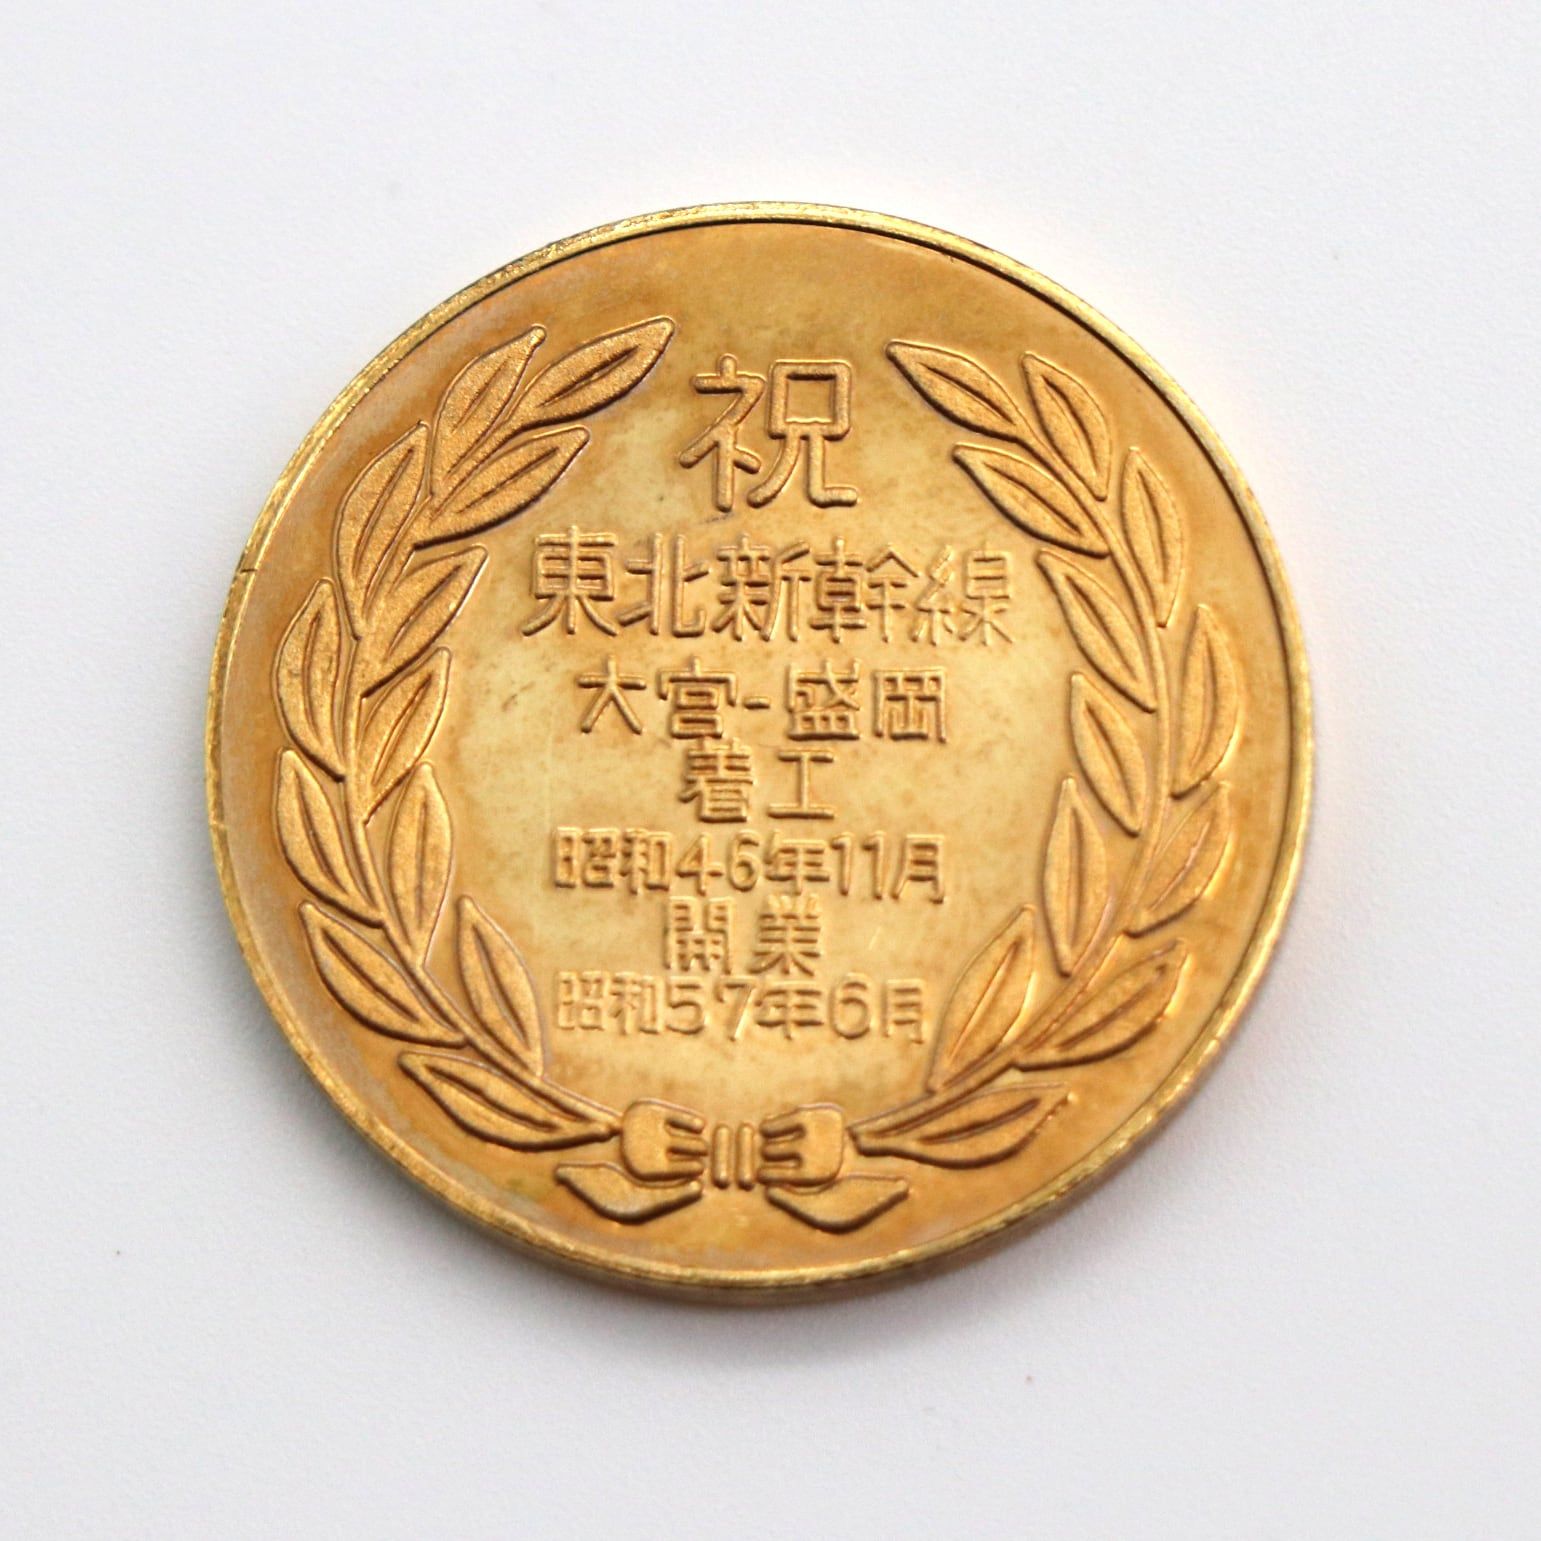 祝
東北新幹線
大宮-盛岡
着工
昭和46年11月
開業
昭和57年6月